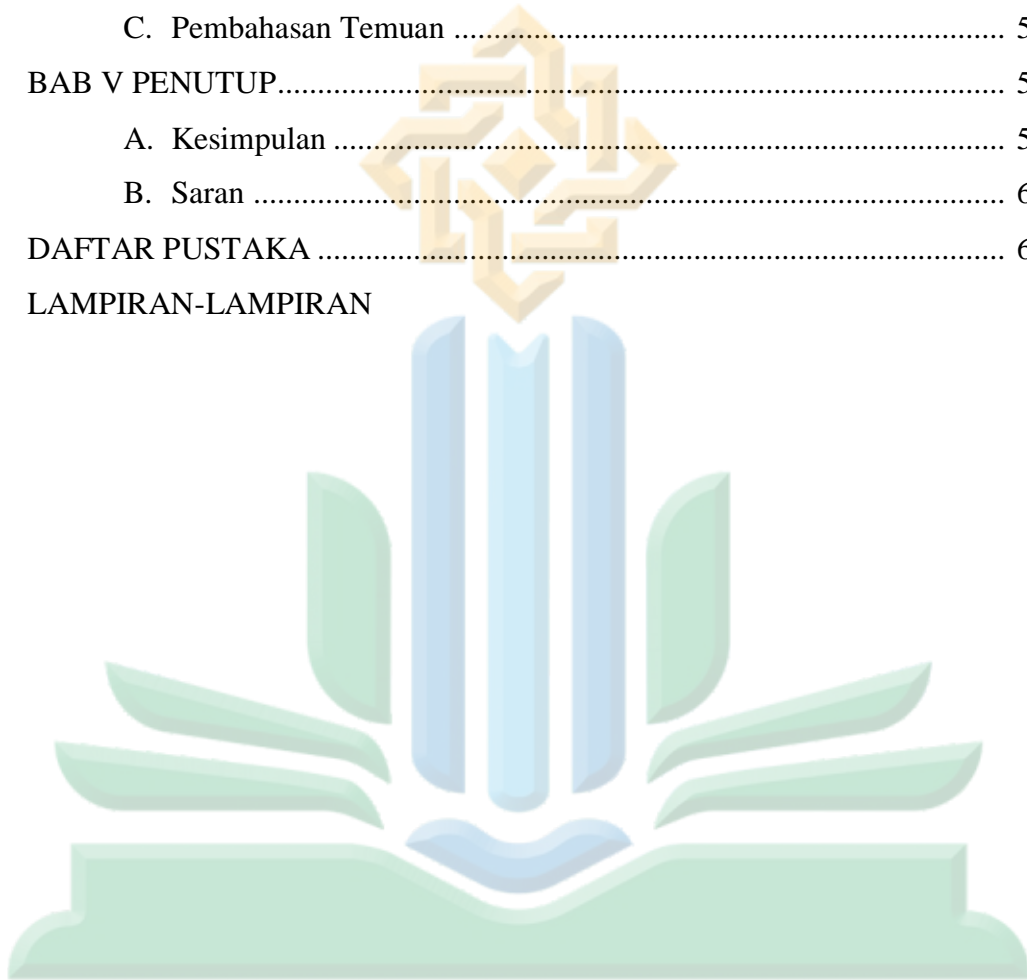 C. Pembahasan Temuan ........................................................................ 5
BAB V PENUTUP............................................................................................... 5
A. Kesimpulan ........................................................................................ 5
B. Saran .................................................................................................. 6
DAFTAR PUSTAKA .......................................................................................... 6
LAMPIRAN-LAMPIRAN